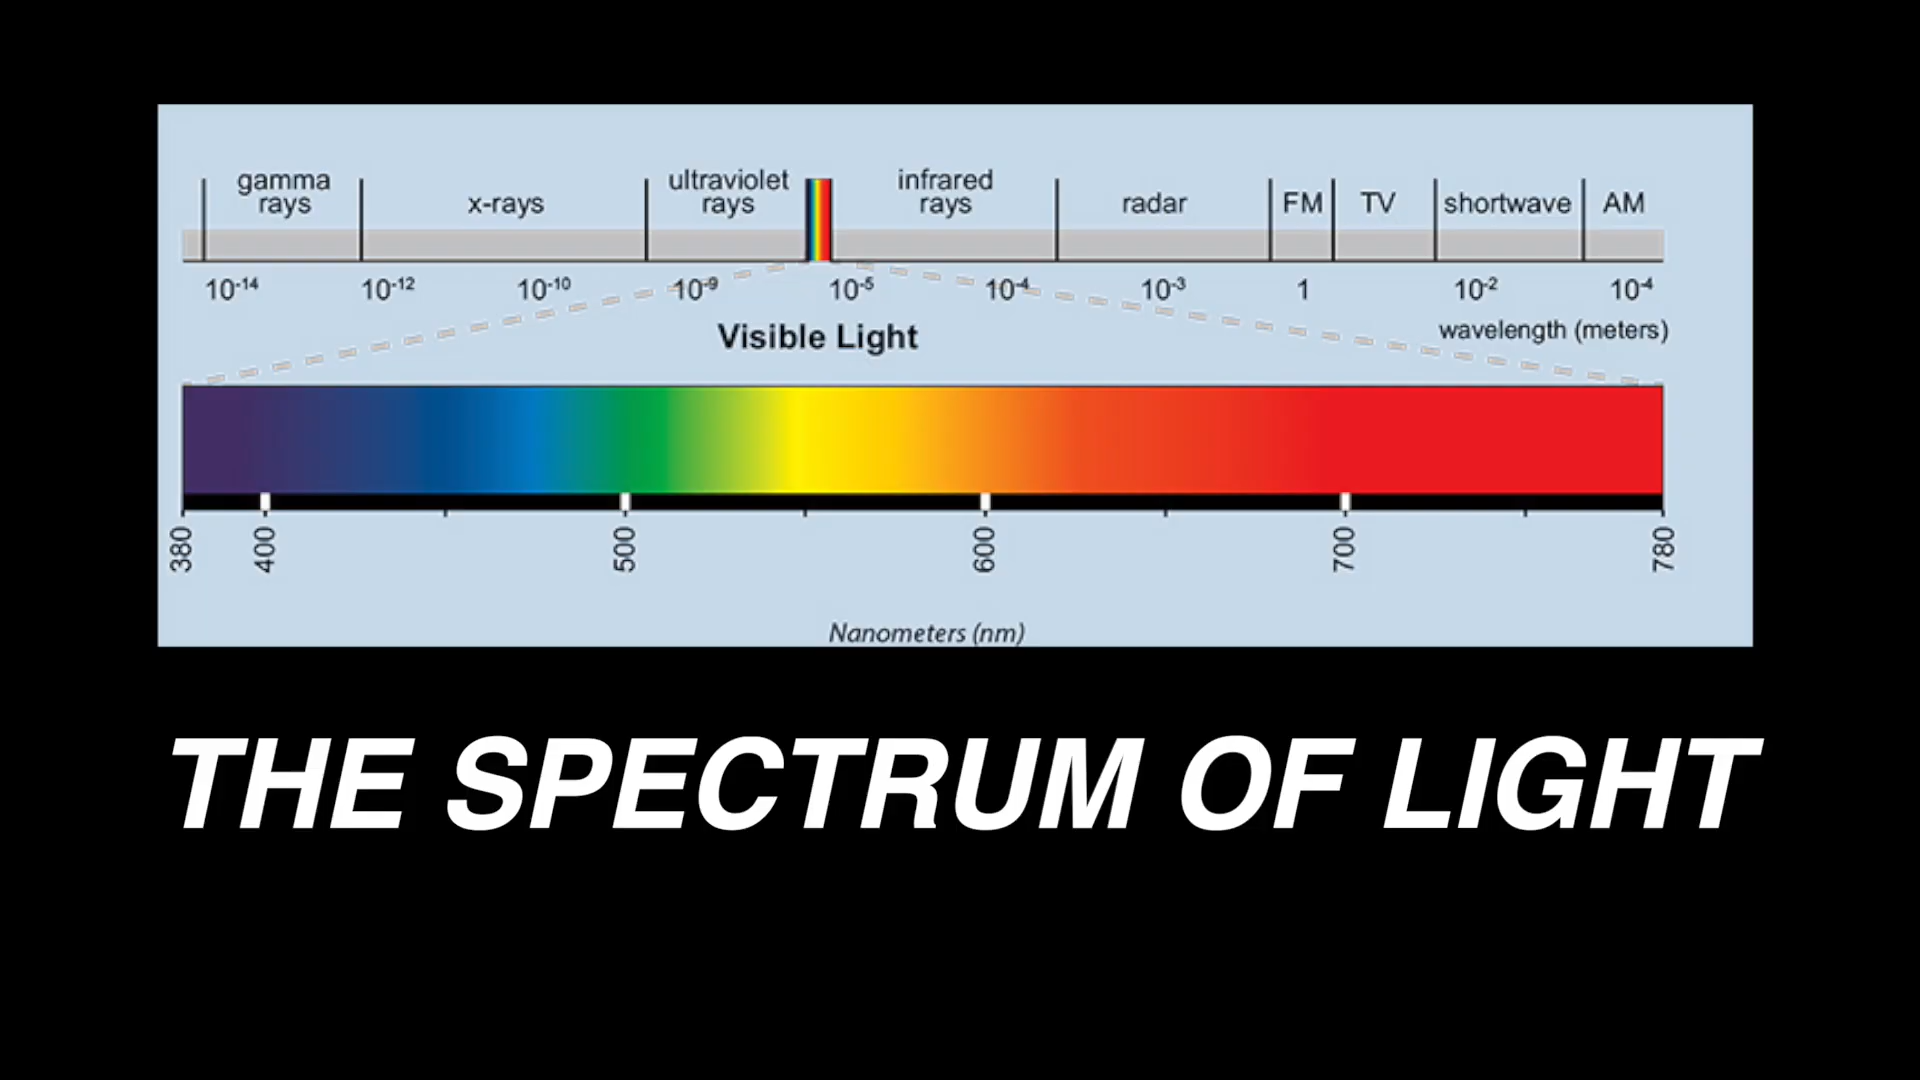 gamma rays
x-rays
ultraviolet rays
infrared rays
radar
FM
TV
shortwave
AM
10-14 10-12 10-10 10-9 10-5 10-4 10-3 1 10-2 10-4
wavelength (meters)
Visible Light
380 400 500 600 700 780
Nanometers (nm)
THE SPECTRUM OF LIGHT